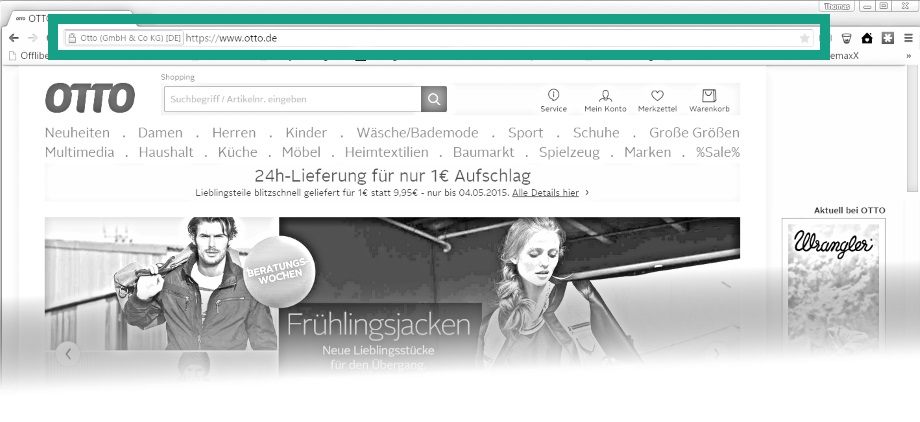 Thomas
OTTO
Otto (GmbH & Co KG) [DE] https://www.otto.de
Shopping
OTTO
Suchbegriff / Artikelnr. eingeben
Service Mein Konto Merkzettel Warenkorb
Neuheiten . Damen . Herren . Kinder . Wäsche/Bademode . Sport . Schuhe . Große Größen
Multimedia . Haushalt . Küche . Möbel . Heimtextilien . Baumarkt . Spielzeug . Marken . %Sale%
24h-Lieferung für nur 1€ Aufschlag
Lieblingsteile blitzschnell geliefert für 1€ statt 9,95€ - nur bis 04.05.2015. Alle Details hier ›
Aktuell bei OTTO
Wrangler
BERATUNGS-
WOCHEN
Frühlingsjacken
Neue Lieblingsstücke
für den Übergang.